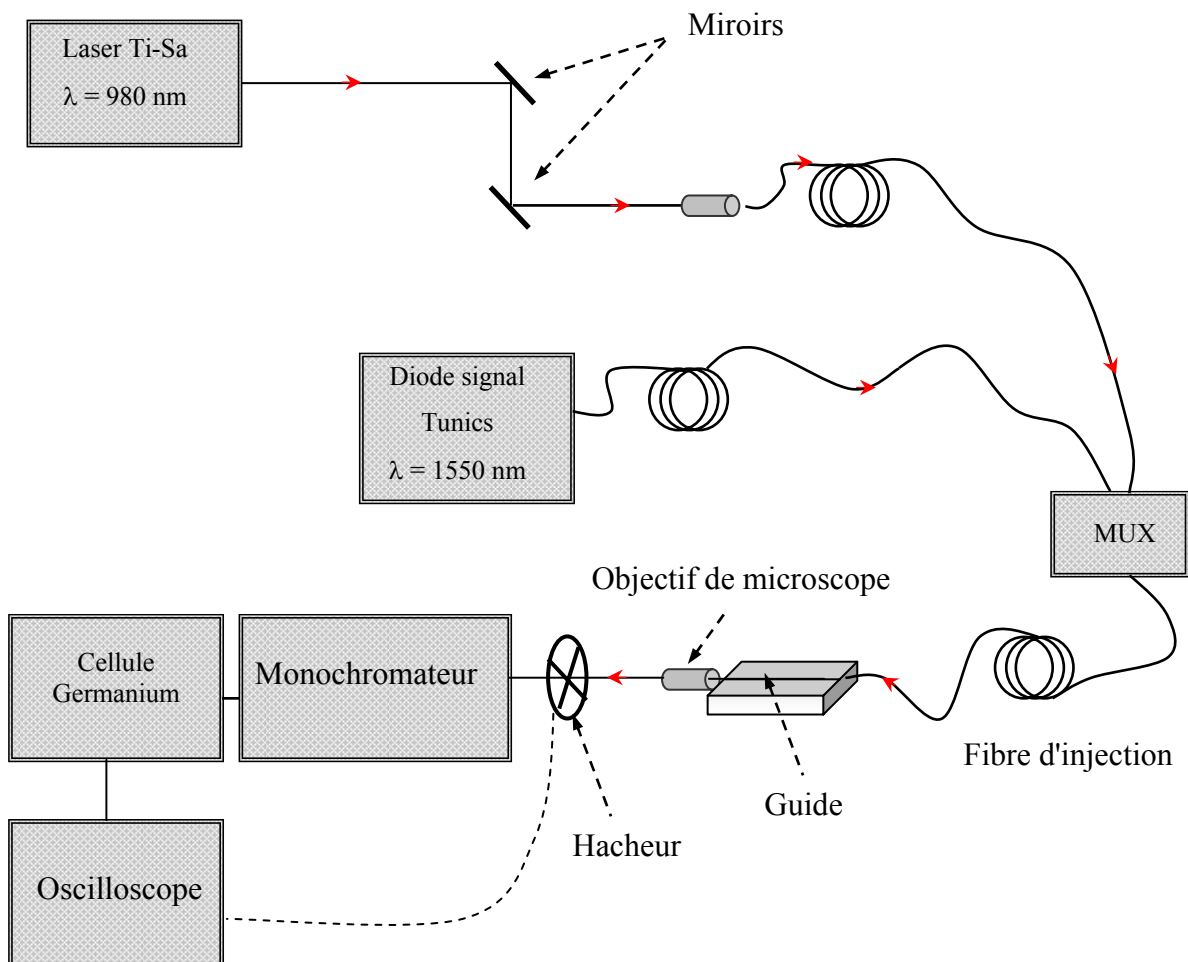 Miroirs
Laser Ti-Sa
λ = 980 nm
Diode signal
Tunics
λ = 1550 nm
MUX
Objectif de microscope
Cellule
Germanium
Monochromateur
Fibre d'injection
Guide
Hacheur
Oscilloscope